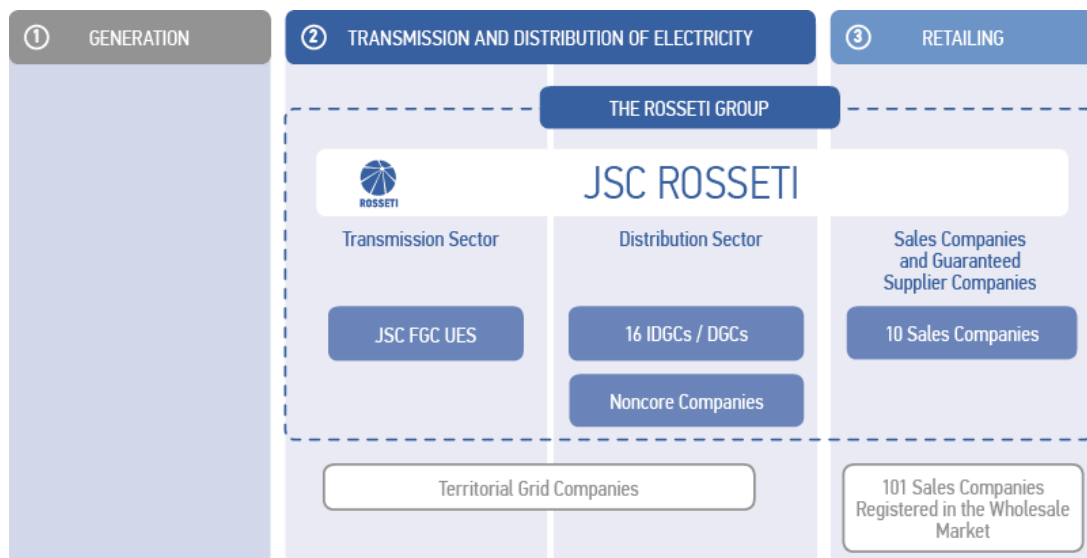 1 GENERATION
2 TRANSMISSION AND DISTRIBUTION OF ELECTRICITY
3 RETAILING
THE ROSSETI GROUP
ROSSETI
JSC ROSSETI
Transmission Sector
Distribution Sector
Sales Companies
and Guaranteed
Supplier Companies
JSC FGC UES
16 IDGCs / DGCs
10 Sales Companies
Noncore Companies
Territorial Grid Companies
101 Sales Companies
Registered in the Wholesale
Market